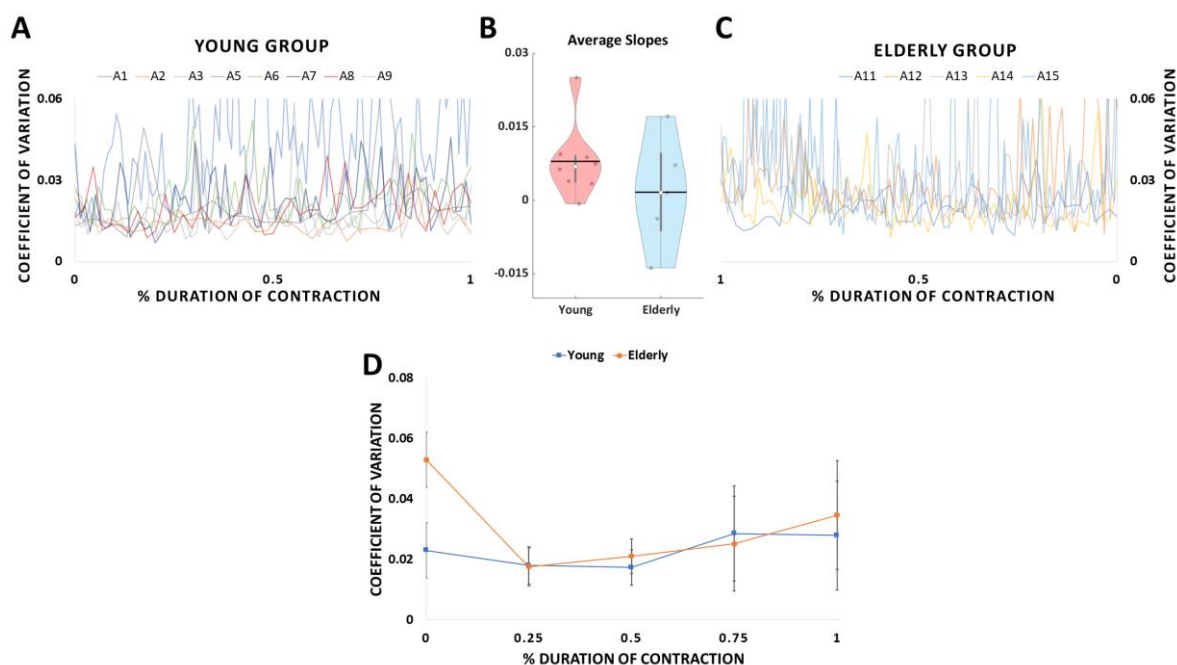 A
YOUNG GROUP
A1 A2 A3 A5 A6 A7 A8 A9
COEFFICIENT OF VARIATION
0.06
0.03
0
0 0.5 1
% DURATION OF CONTRACTION
B
Average Slopes
0.03
0.015
0
-0.015
Young Elderly
C
ELDERLY GROUP
A11 A12 A13 A14 A15
0.06
0.03
0
COEFFICIENT OF VARIATION
1 0.5 0
% DURATION OF CONTRACTION
D
Young Elderly
COEFFICIENT OF VARIATION
0.08
0.06
0.04
0.02
0
0 0.25 0.5 0.75 1
% DURATION OF CONTRACTION